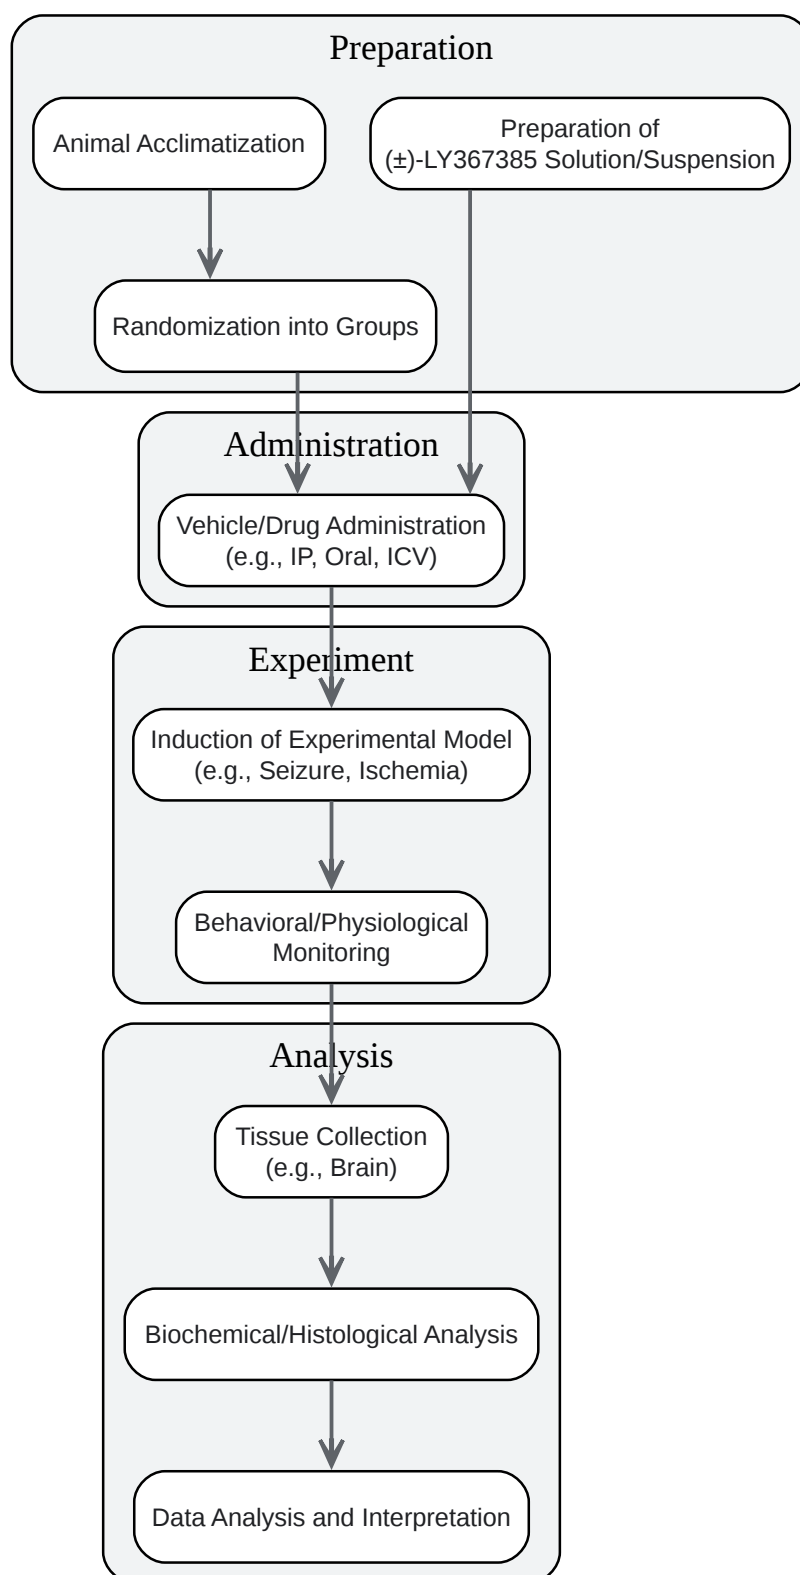 Preparation
Animal Acclimatization
Preparation of
(±)-LY367385 Solution/Suspension
Randomization into Groups
Administration
Vehicle/Drug Administration
(e.g., IP, Oral, ICV)
Experiment
Induction of Experimental Model
(e.g., Seizure, Ischemia)
Behavioral/Physiological
Monitoring
Analysis
Tissue Collection
(e.g., Brain)
Biochemical/Histological Analysis
Data Analysis and Interpretation